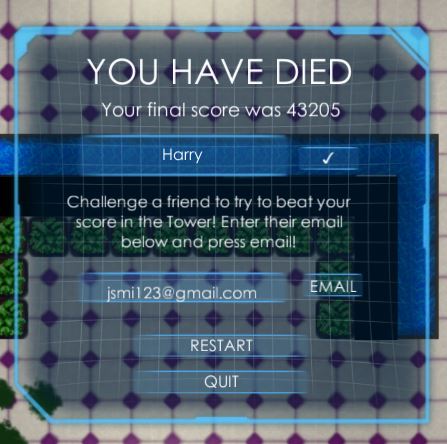 YOU HAVE DIED
Your final score was 43205
Harry ✓
Challenge a friend to try to beat your
score in the Tower! Enter their email
below and press email!
jsmi123@gmail.com EMAIL
RESTART
QUIT